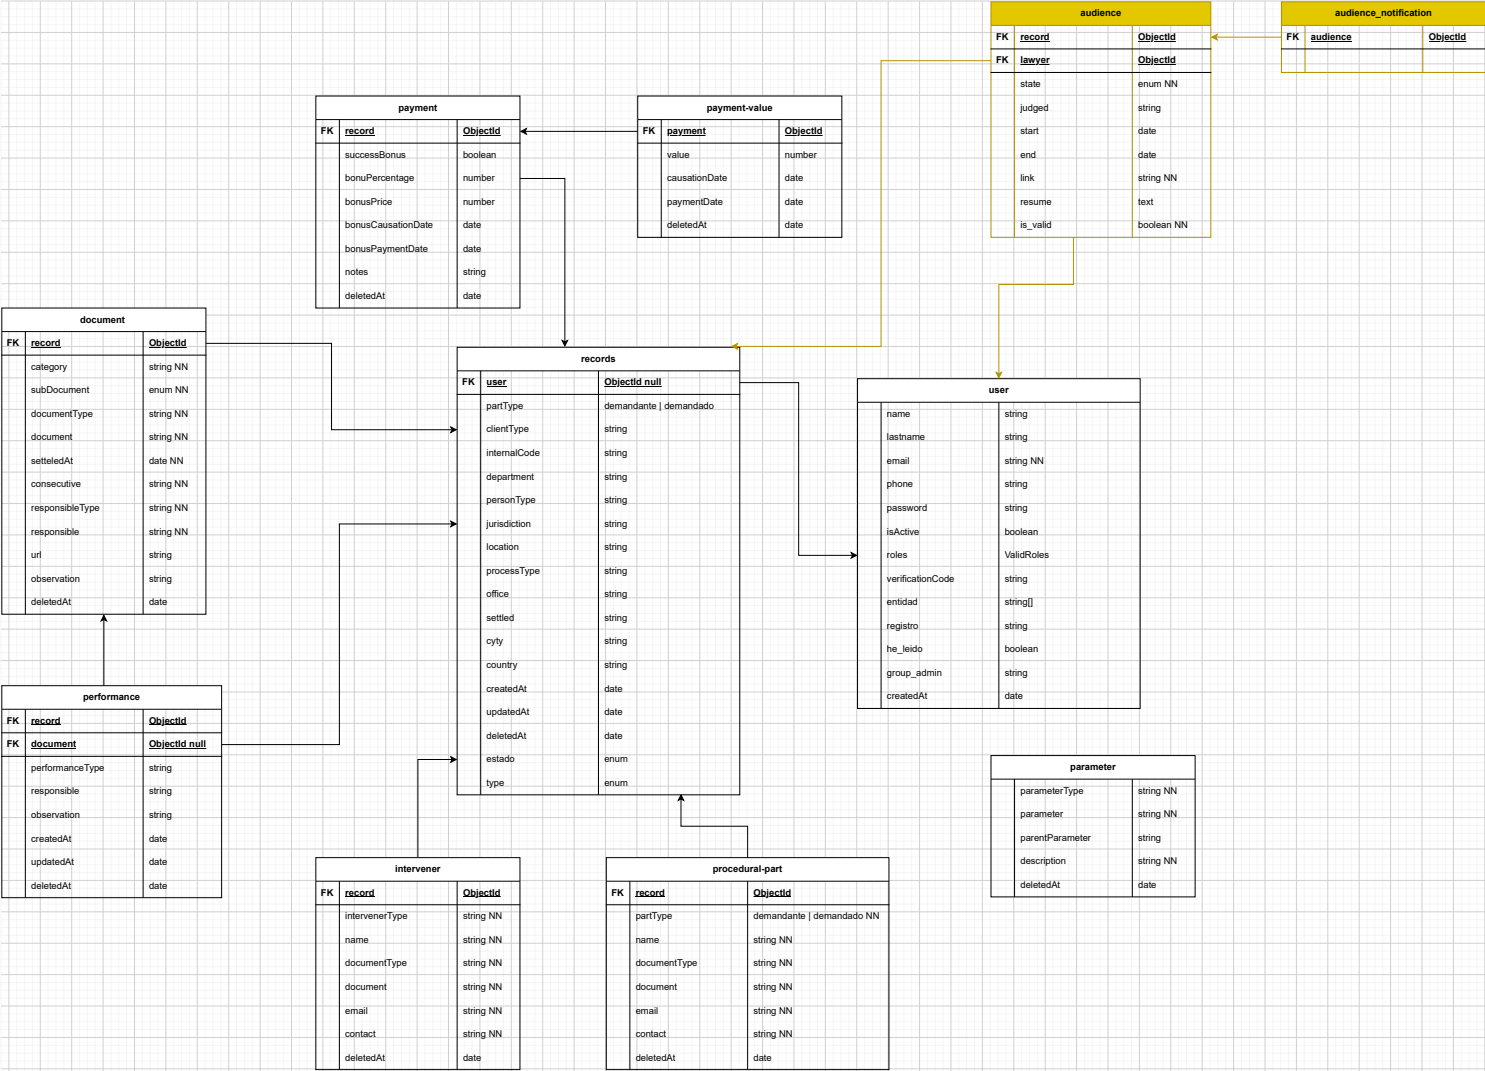 audience
FK record ObjectId
FK lawyer ObjectId
state enum NN
judged string
start date
end date
link string NN
resume text
is_valid boolean NN
audience_notification
FK audience ObjectId
payment
FK record ObjectId
successBonus boolean
bonuPercentage number
bonusPrice number
bonusCausationDate date
bonusPaymentDate date
notes string
deletedAt date
payment-value
FK payment ObjectId
value number
causationDate date
paymentDate date
deletedAt date
document
FK record ObjectId
category string NN
subDocument enum NN
documentType string NN
document string NN
setteledAt date NN
consecutive string NN
responsibleType string NN
responsible string NN
url string
observation string
deletedAt date
records
FK user ObjectId null
partType demandante | demandado
clientType string
internalCode string
department string
personType string
jurisdiction string
location string
processType string
office string
settled string
cyty string
country string
createdAt date
updatedAt date
deletedAt date
estado enum
type enum
user
name string
lastname string
email string NN
phone string
password string
isActive boolean
roles ValidRoles
verificationCode string
entidad string[]
registro string
he_leido boolean
group_admin string
createdAt date
performance
FK record ObjectId
FK document ObjectId null
performanceType string
responsible string
observation string
createdAt date
updatedAt date
deletedAt date
parameter
parameterType string NN
parameter string NN
parentParameter string
description string NN
deletedAt date
intervener
FK record ObjectId
intervenerType string NN
name string NN
documentType string NN
document string NN
email string NN
contact string NN
deletedAt date
procedural-part
FK record ObjectId
partType demandante | demandado NN
name string NN
documentType string NN
document string NN
email string NN
contact string NN
deletedAt date